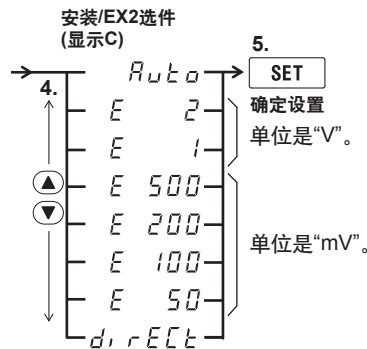 安装/EX2选件
(显示C)
5.
Auto
SET
4.
E 2
确定设置
E 1
单位是“V”。
E 500
E 200
E 100
单位是“mV”。
E 50
dirECt